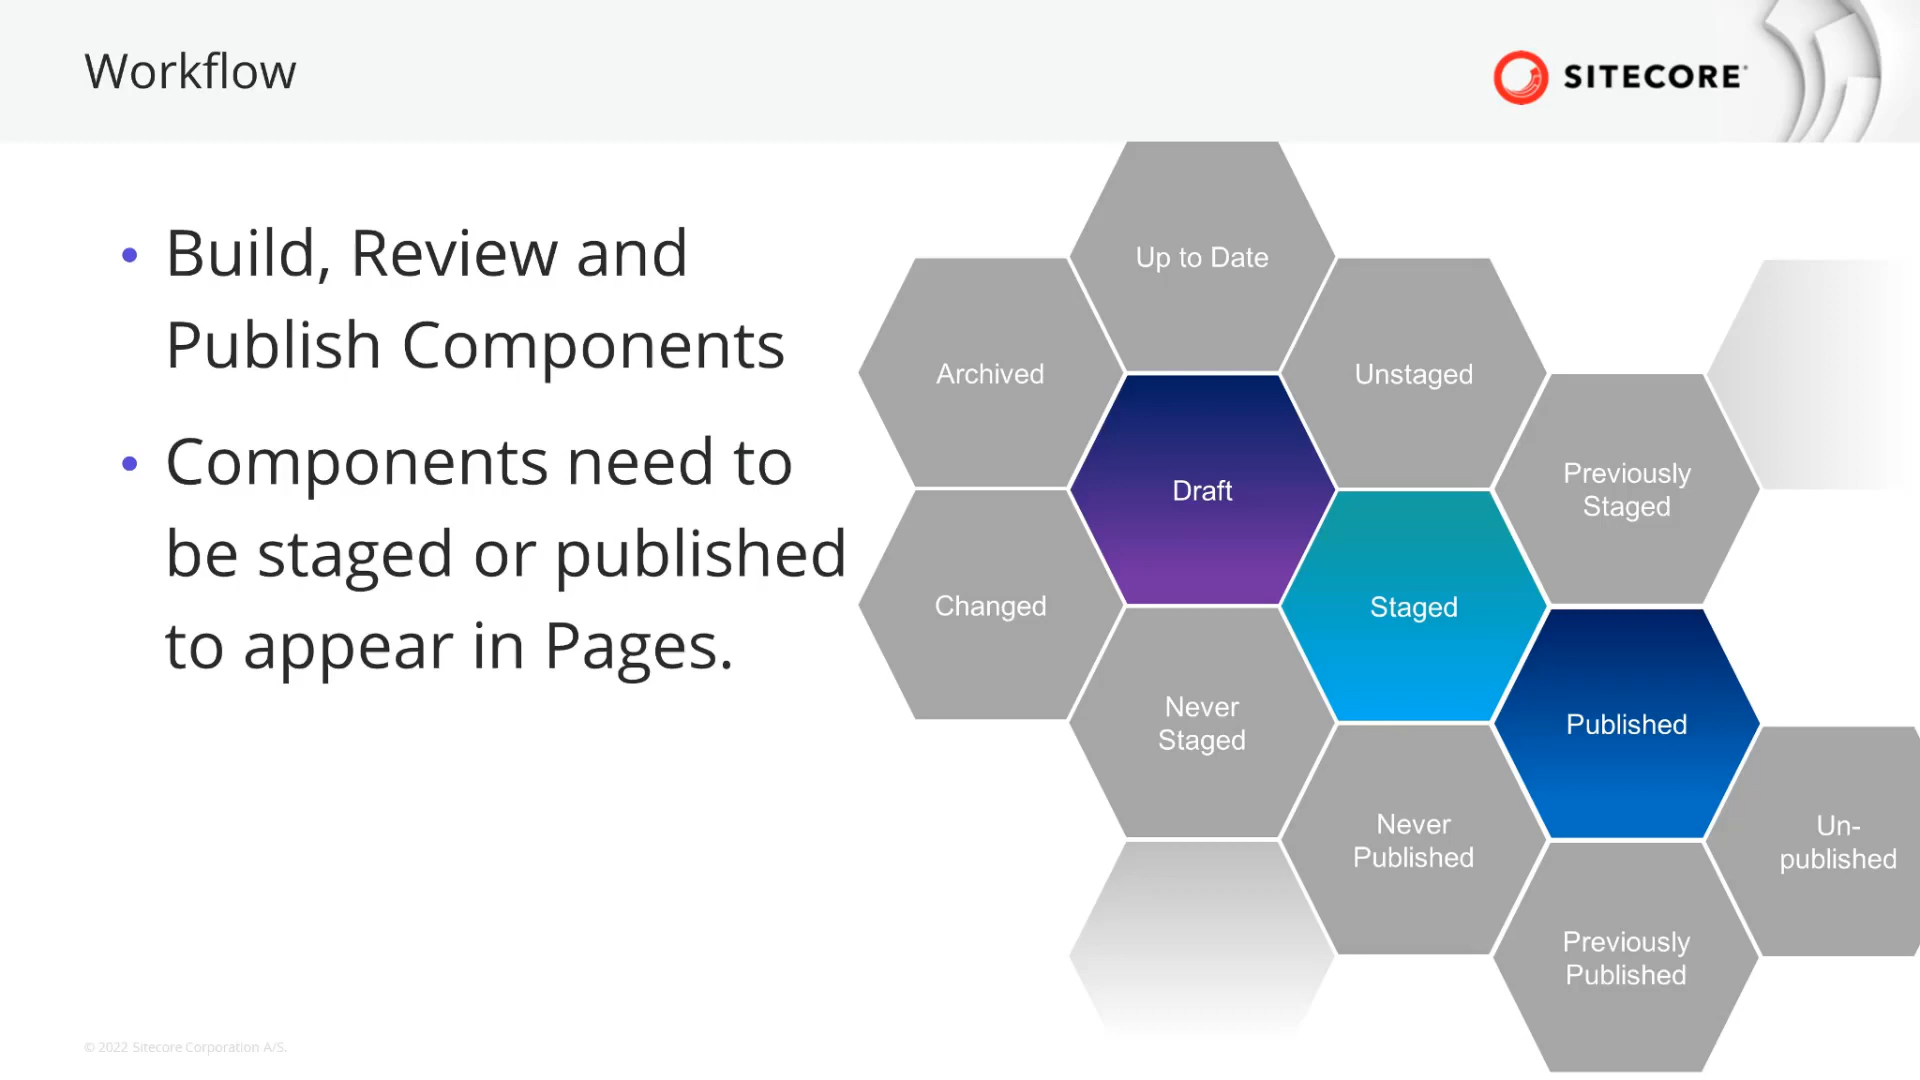 Workflow
SITECORE
• Build, Review and
Publish Components
• Components need to
be staged or published
to appear in Pages.
Up to Date
Archived
Unstaged
Draft
Previously
Staged
Changed
Staged
Never
Staged
Published
Never
Published
Un-
published
Previously
Published
© 2022 Sitecore Corporation A/S.